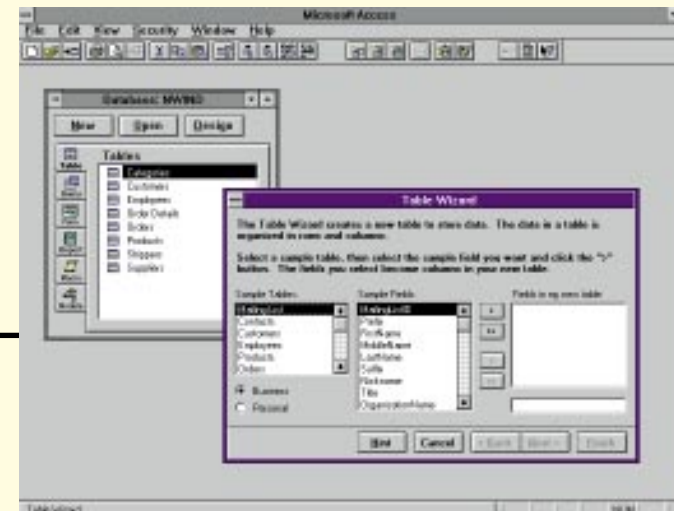 Microsoft Access
File Edit View Security Window Help
Database: NWIND
New Open Design
Table
Tables
Categories
Customers
Employees
Order Details
Orders
Products
Shippers
Suppliers
Table Wizard
The Table Wizard creates a new table to store data. The data in a table is
organized in rows and columns.
Select a sample table, then select the sample field you want and click the ">"
button. The fields you select become columns in your new table.
Sample Tables:
MailingList
Contacts
Customers
Employees
Products
Orders
Business
Personal
Sample Fields:
MailingListID
Prefix
FirstName
MiddleName
LastName
Suffix
Nickname
Title
OrganizationName
>
>>
<
<<
Fields in my new table:
Hint Cancel < Back Next > Finish
Table Wizard
NUM